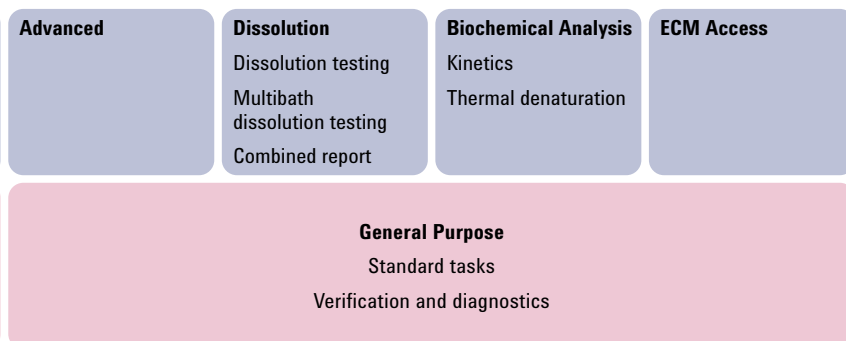 Advanced
Dissolution
Dissolution testing
Multibath
dissolution testing
Combined report
Biochemical Analysis
Kinetics
Thermal denaturation
ECM Access
General Purpose
Standard tasks
Verification and diagnostics